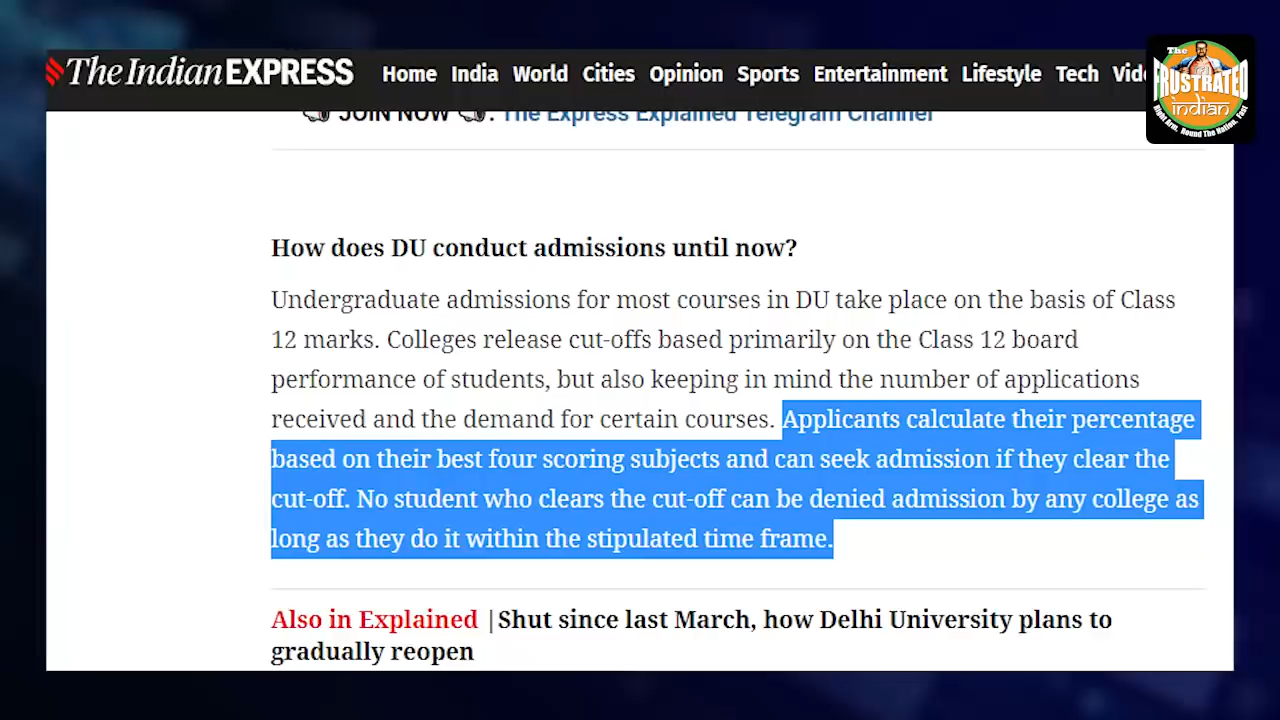 The Indian EXPRESS Home India World Cities Opinion Sports Entertainment Lifestyle Tech
The
FRUSTRATED
indian
Right Arm, Round The Nation, Fast
JOIN NOW : The Express Explained Telegram Channel
How does DU conduct admissions until now?
Undergraduate admissions for most courses in DU take place on the basis of Class
12 marks. Colleges release cut-offs based primarily on the Class 12 board
performance of students, but also keeping in mind the number of applications
received and the demand for certain courses. Applicants calculate their percentage
based on their best four scoring subjects and can seek admission if they clear the
cut-off. No student who clears the cut-off can be denied admission by any college as
long as they do it within the stipulated time frame.
Also in Explained |Shut since last March, how Delhi University plans to
gradually reopen